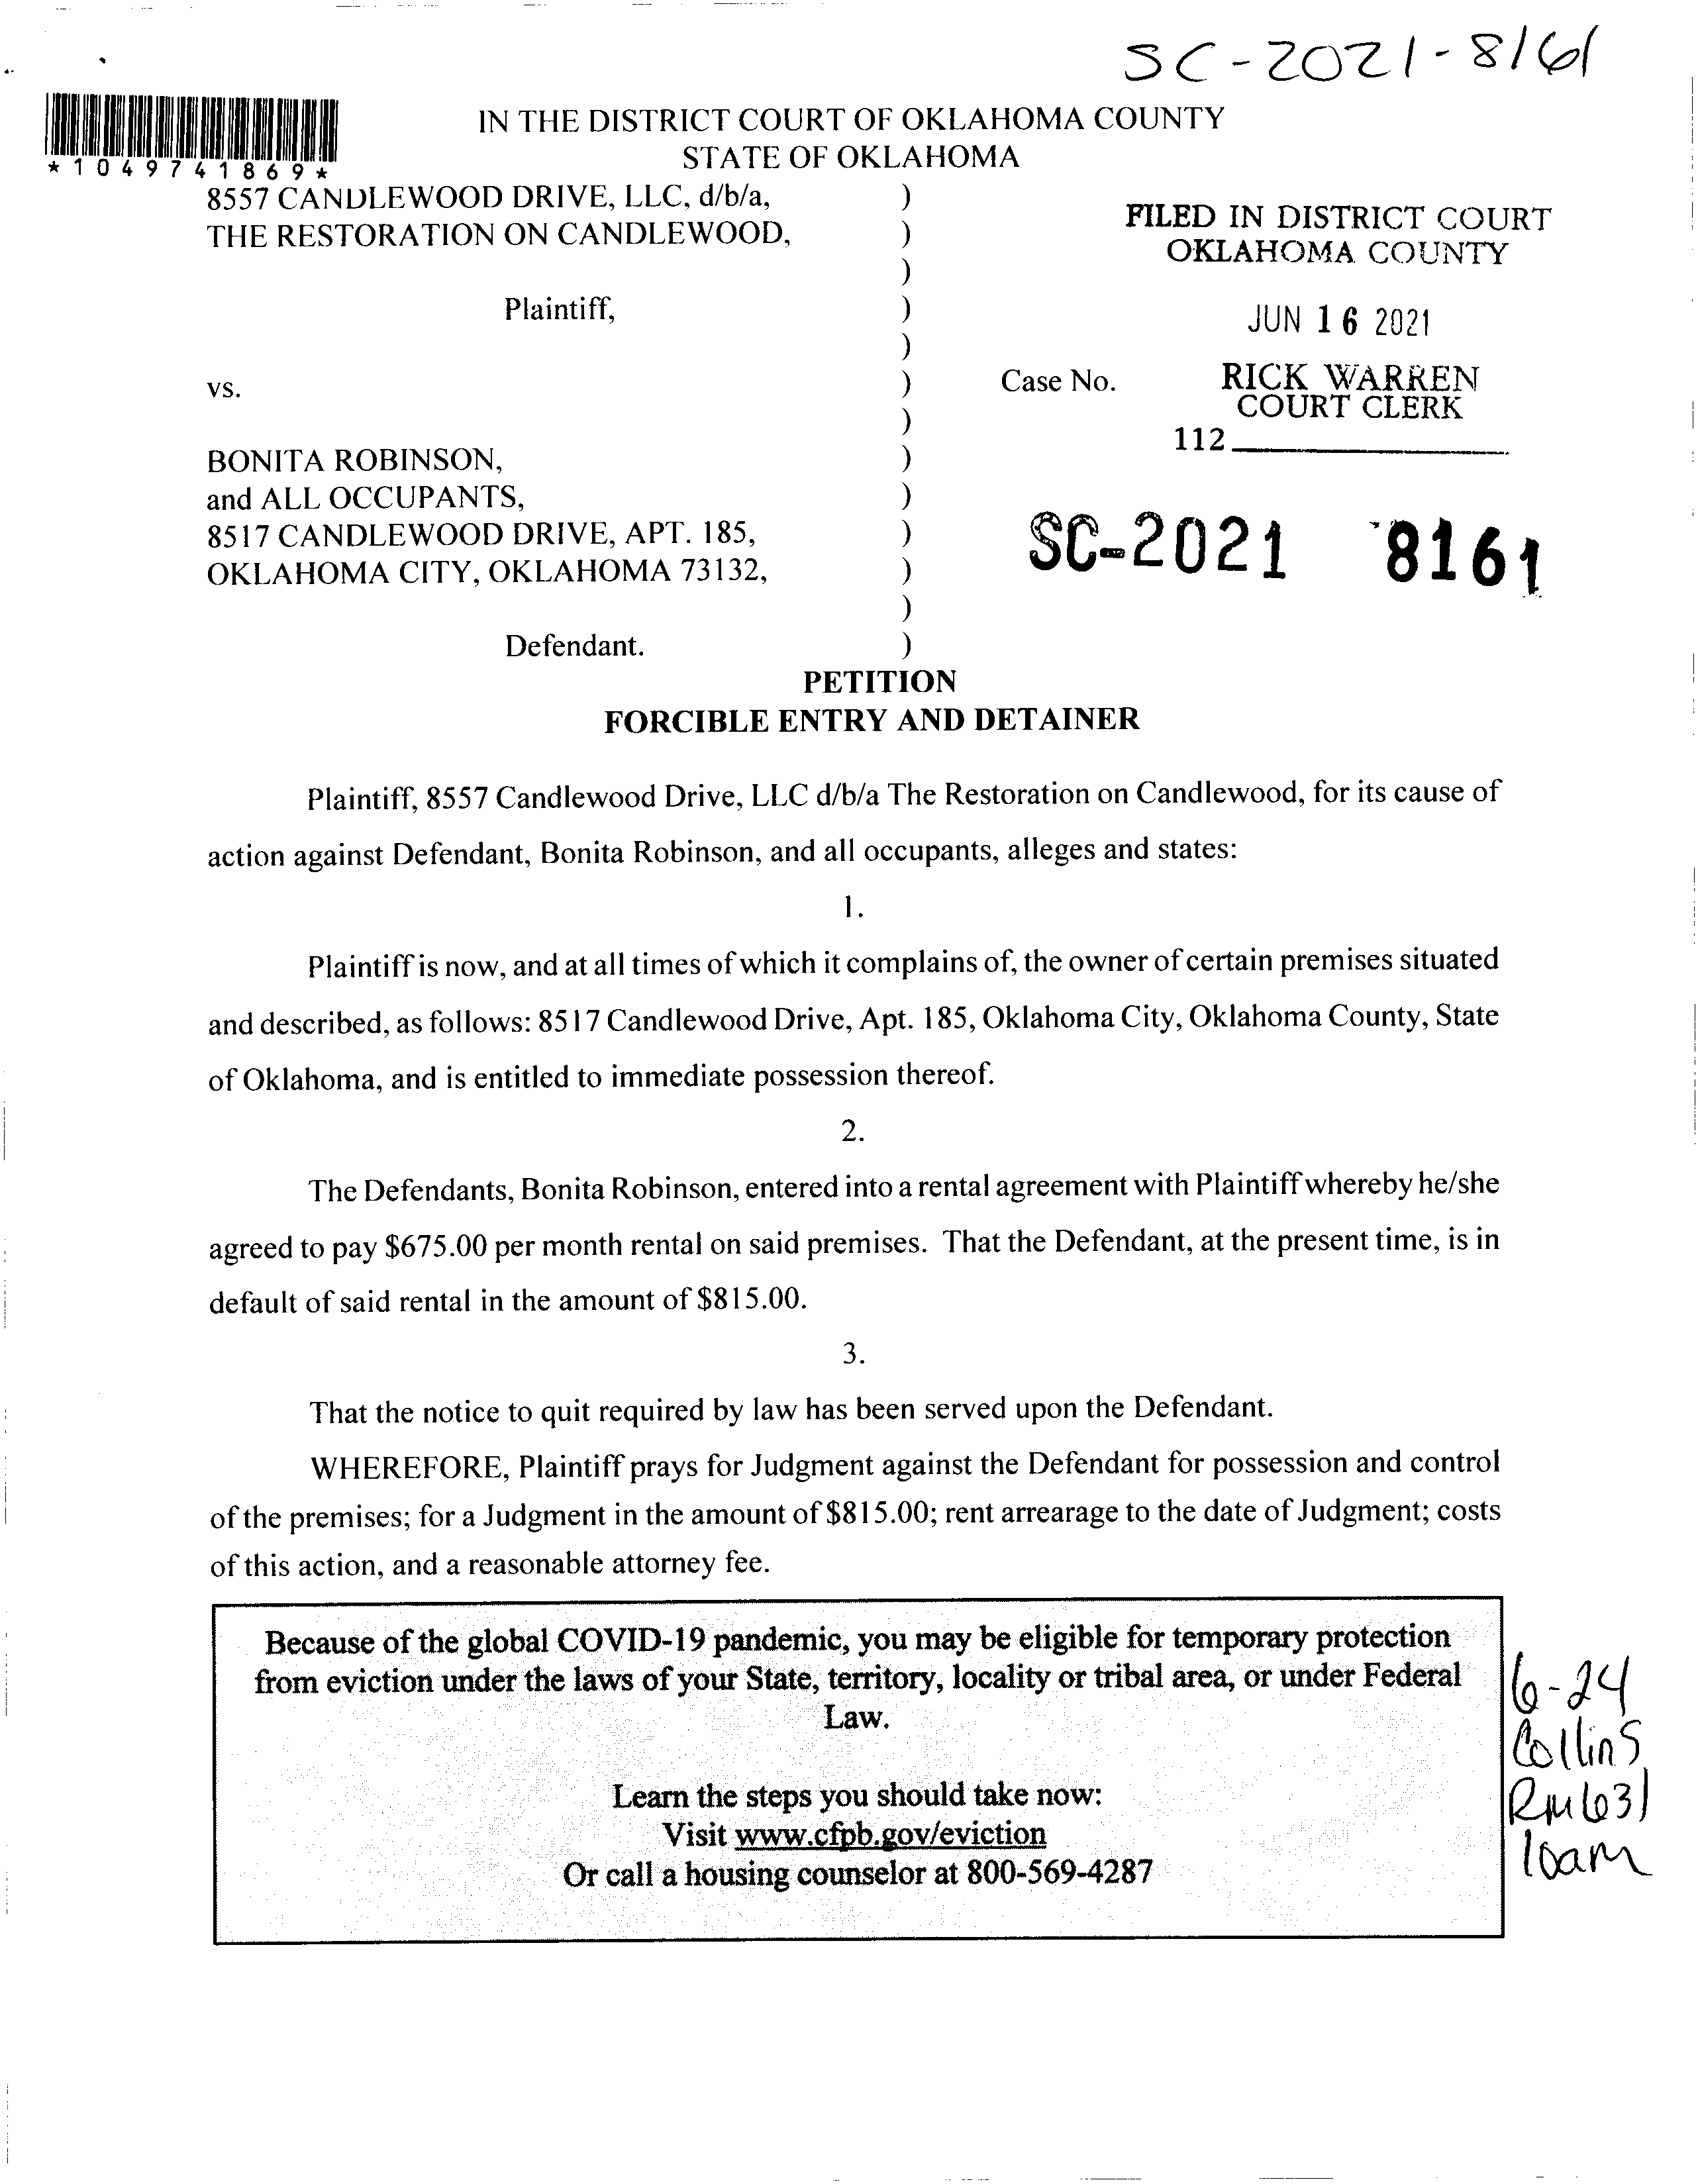 SC-2021-8161
IN THE DISTRICT COURT OF OKLAHOMA COUNTY
STATE OF OKLAHOMA
*1049741869*
8557 CANDLEWOOD DRIVE, LLC, d/b/a, )
THE RESTORATION ON CANDLEWOOD, )
)
Plaintiff, )
)
vs. )
)
BONITA ROBINSON, )
and ALL OCCUPANTS, )
8517 CANDLEWOOD DRIVE, APT. 185, )
OKLAHOMA CITY, OKLAHOMA 73132, )
)
Defendant. )
FILED IN DISTRICT COURT
OKLAHOMA COUNTY
JUN 16 2021
Case No.
RICK WARREN
COURT CLERK
112
SC-2021 8161
PETITION
FORCIBLE ENTRY AND DETAINER
Plaintiff, 8557 Candlewood Drive, LLC d/b/a The Restoration on Candlewood, for its cause of
action against Defendant, Bonita Robinson, and all occupants, alleges and states:
1.
Plaintiff is now, and at all times of which it complains of, the owner of certain premises situated
and described, as follows: 8517 Candlewood Drive, Apt. 185, Oklahoma City, Oklahoma County, State
of Oklahoma, and is entitled to immediate possession thereof.
2.
The Defendants, Bonita Robinson, entered into a rental agreement with Plaintiff whereby he/she
agreed to pay $675.00 per month rental on said premises. That the Defendant, at the present time, is in
default of said rental in the amount of $815.00.
3.
That the notice to quit required by law has been served upon the Defendant.
WHEREFORE, Plaintiff prays for Judgment against the Defendant for possession and control
of the premises; for a Judgment in the amount of $815.00; rent arrearage to the date of Judgment; costs
of this action, and a reasonable attorney fee.
Because of the global COVID-19 pandemic, you may be eligible for temporary protection
from eviction under the laws of your State, territory, locality or tribal area, or under Federal
Law.
Learn the steps you should take now:
Visit www.cfpb.gov/eviction
Or call a housing counselor at 800-569-4287
6-24
Collins
Rm 631
10am